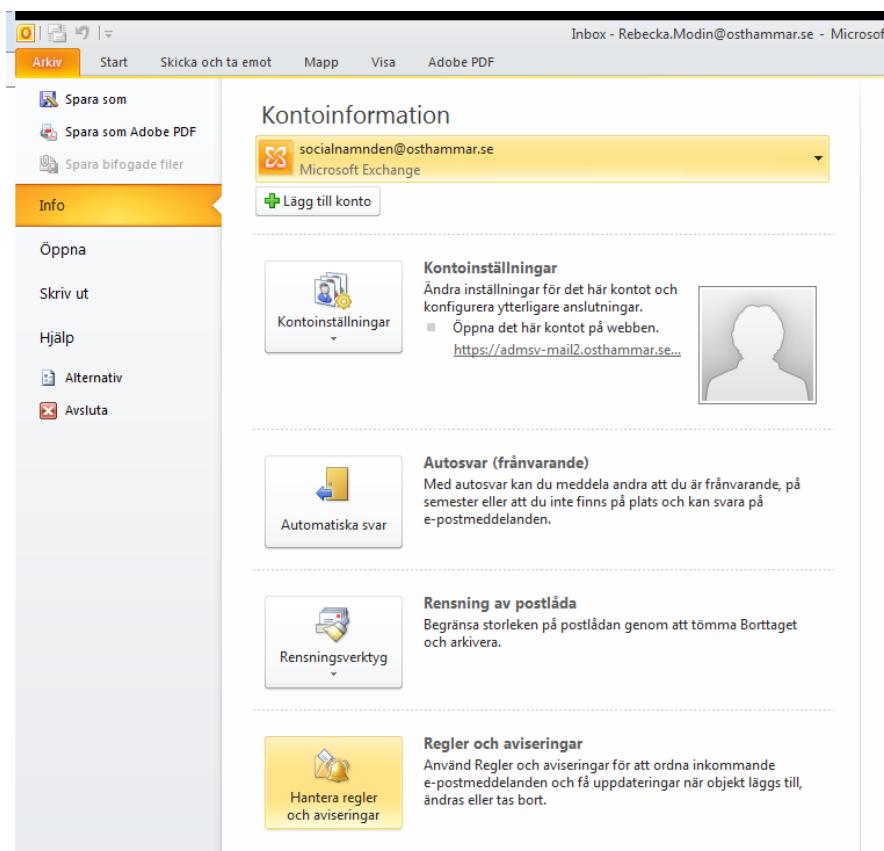 Inbox - Rebecka.Modin@osthammar.se - Microsof
Arkiv Start Skicka och ta emot Mapp Visa Adobe PDF
Spara som
Spara som Adobe PDF
Spara bifogade filer
Info
Öppna
Skriv ut
Hjälp
Alternativ
Avsluta
Kontoinformation
socialnamnden@osthammar.se
Microsoft Exchange
Lägg till konto
Kontoinställningar
Kontoinställningar
Ändra inställningar för det här kontot och
konfigurera ytterligare anslutningar.
Öppna det här kontot på webben.
https://admsv-mail2.osthammar.se...
Automatiska svar
Autosvar (frånvarande)
Med autosvar kan du meddela andra att du är frånvarande, på
semester eller att du inte finns på plats och kan svara på
e-postmeddelanden.
Rensningsverktyg
Rensning av postlåda
Begränsa storleken på postlådan genom att tömma Borttaget
och arkivera.
Hantera regler
och aviseringar
Regler och aviseringar
Använd Regler och aviseringar för att ordna inkommande
e-postmeddelanden och få uppdateringar när objekt läggs till,
ändras eller tas bort.